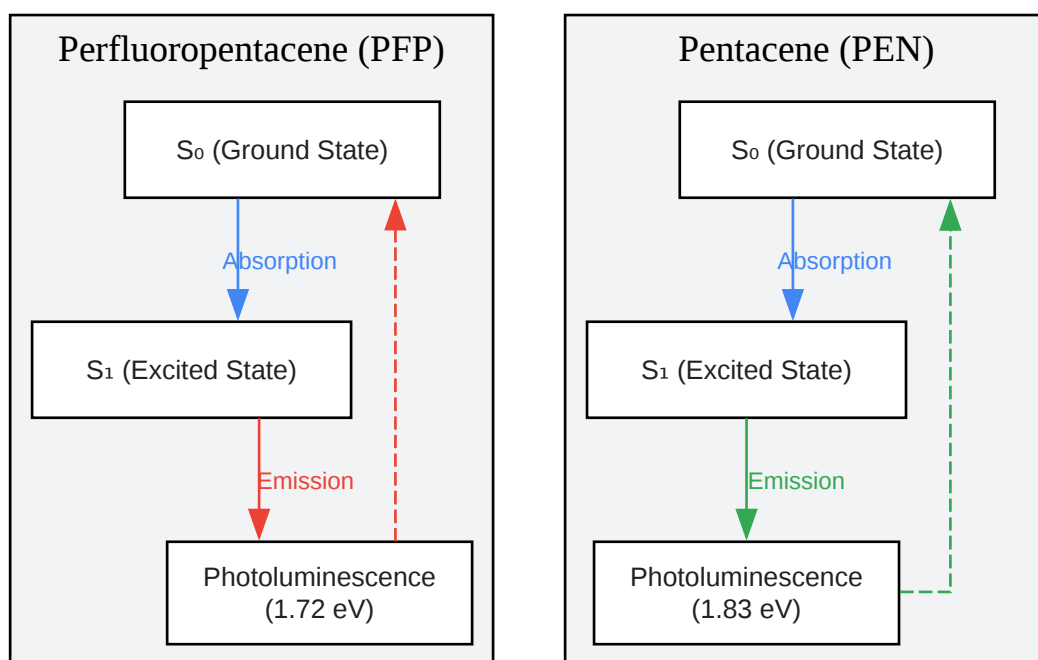 Perfluoropentacene (PFP)
S₀ (Ground State)
Absorption
S₁ (Excited State)
Emission
Photoluminescence
(1.72 eV)
Pentacene (PEN)
S₀ (Ground State)
Absorption
S₁ (Excited State)
Emission
Photoluminescence
(1.83 eV)